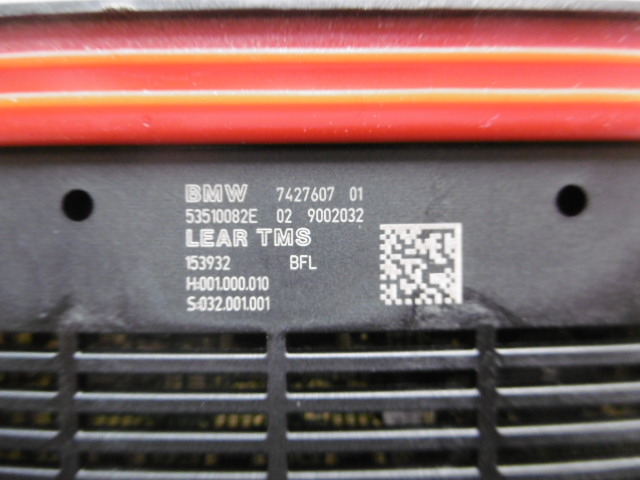 BMW 7427607 01
53510082E 02 9002032
LEAR TMS
153932 BFL
H:001.000.010
S:032.001.001